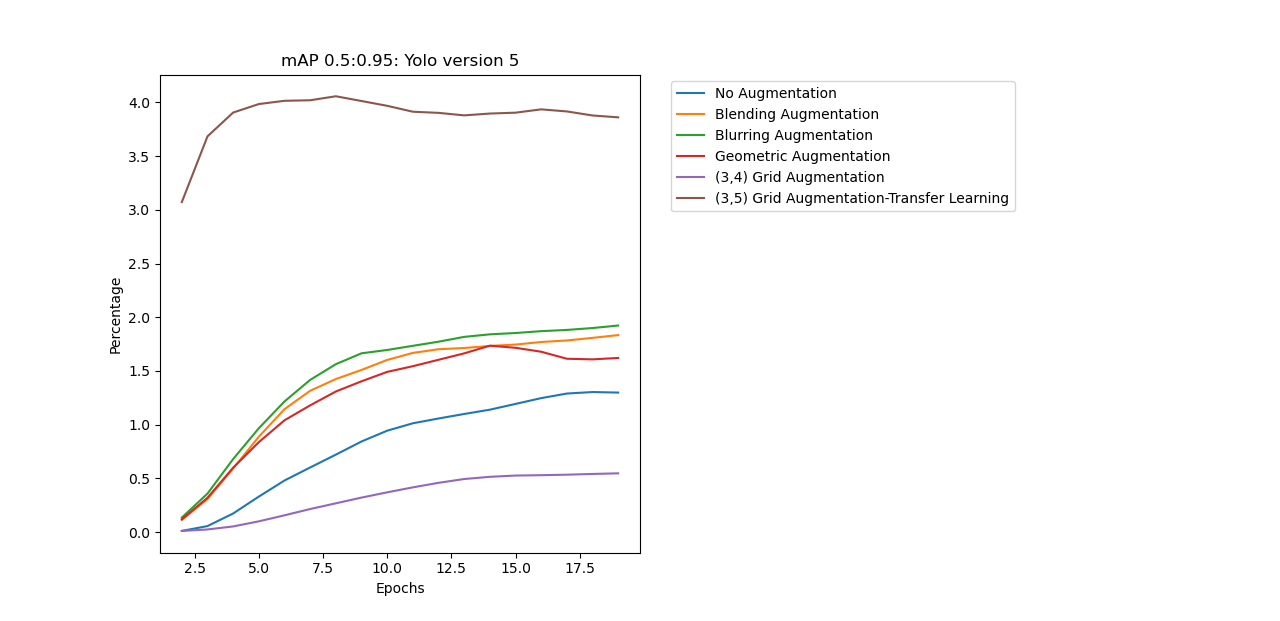 mAP 0.5:0.95: Yolo version 5
4.0
3.5
3.0
2.5
2.0
1.5
1.0
0.5
0.0
Percentage
2.5 5.0 7.5 10.0 12.5 15.0 17.5
Epochs
No Augmentation
Blending Augmentation
Blurring Augmentation
Geometric Augmentation
(3,4) Grid Augmentation
(3,5) Grid Augmentation-Transfer Learning